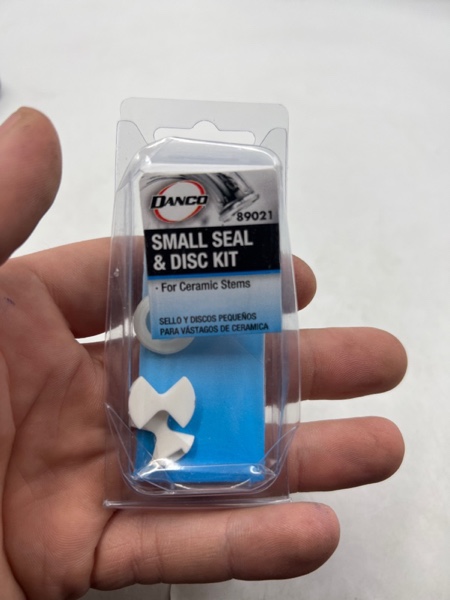 DANCO
89021
SMALL SEAL
& DISC KIT
· For Ceramic Stems
SELLO Y DISCOS PEQUEÑOS
PARA VÁSTAGOS DE CERAMICA